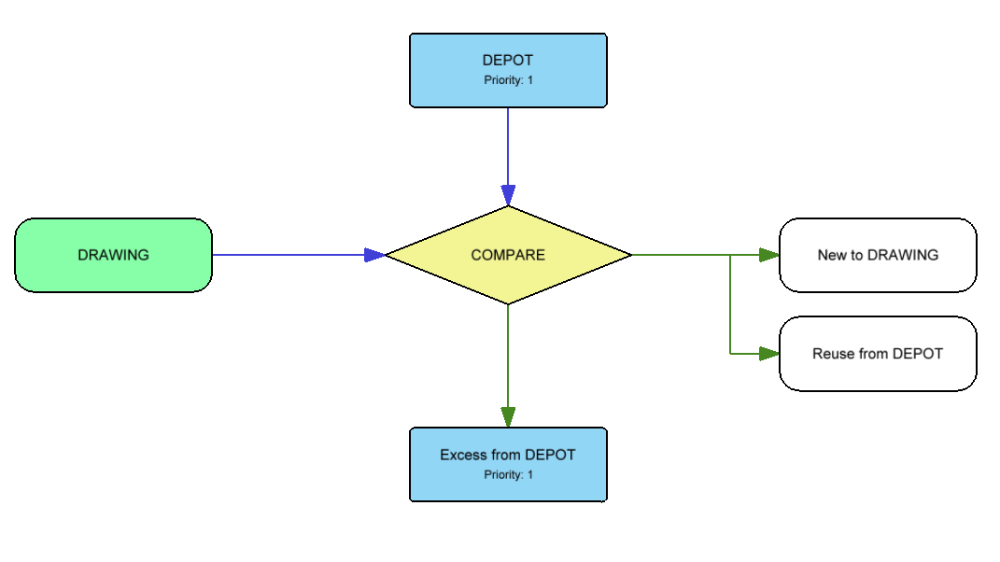 DEPOT
Priority: 1
DRAWING
COMPARE
New to DRAWING
Reuse from DEPOT
Excess from DEPOT
Priority: 1